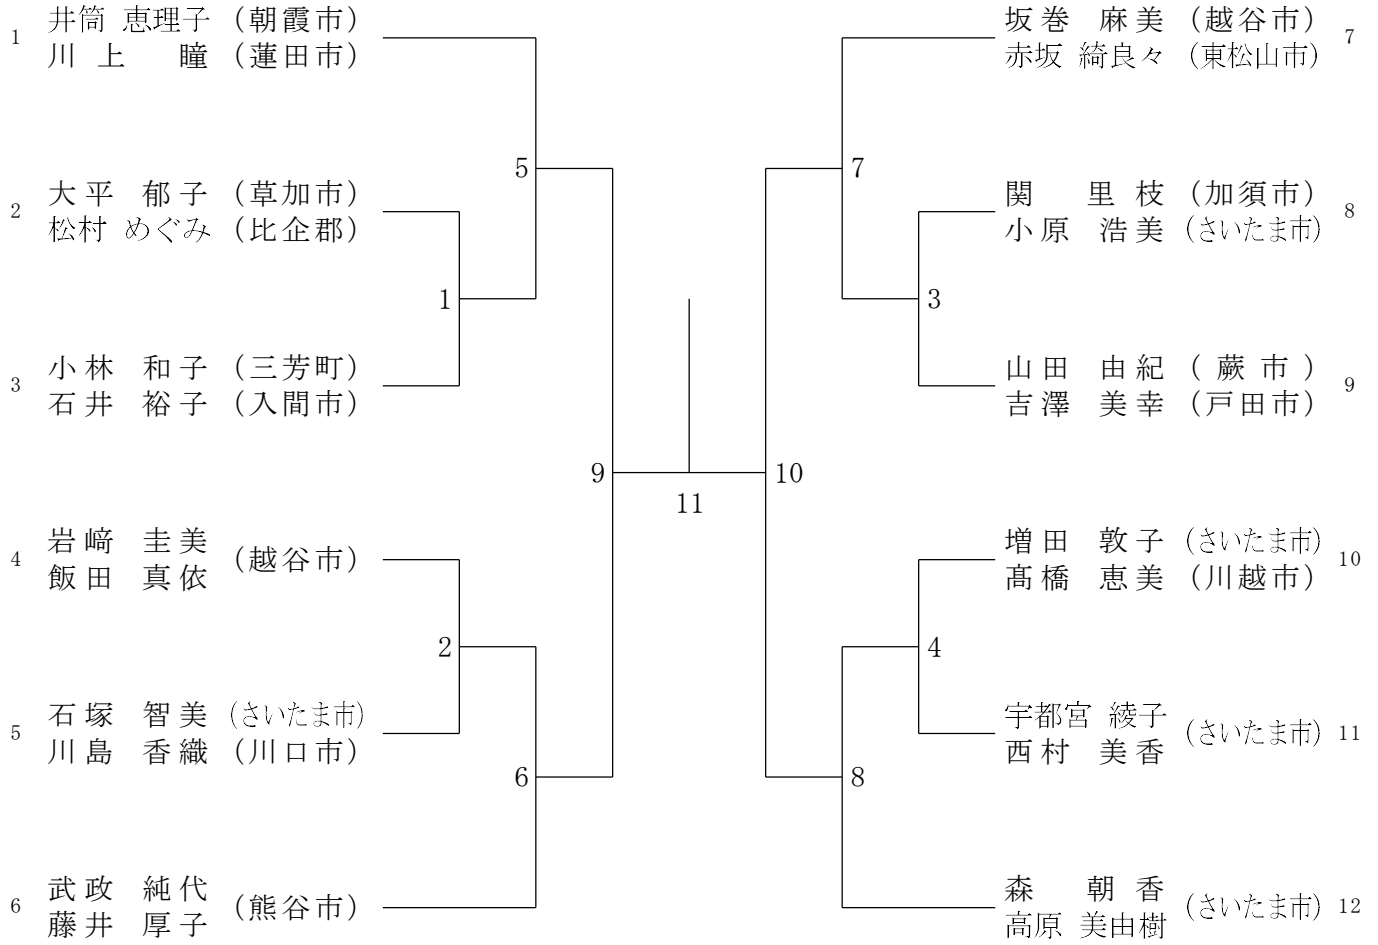 1 井筒 恵理子 (朝霞市)
川上 瞳 (蓮田市)
2 大平 郁子 (草加市)
松村 めぐみ (比企郡)
3 小林 和子 (三芳町)
石井 裕子 (入間市)
4 岩﨑 圭美 (越谷市)
飯田 真依
5 石塚 智美 (さいたま市)
川島 香織 (川口市)
6 武政 純代 (熊谷市)
藤井 厚子
5
1
2
6
9
11
10
7
3
4
8
坂巻 麻美 (越谷市) 7
赤坂 綺良々 (東松山市)
関 里枝 (加須市) 8
小原 浩美 (さいたま市)
山田 由紀 (蕨市) 9
吉澤 美幸 (戸田市)
増田 敦子 (さいたま市) 10
髙橋 恵美 (川越市)
宇都宮 綾子 (さいたま市) 11
西村 美香
森 朝香 (さいたま市) 12
高原 美由樹